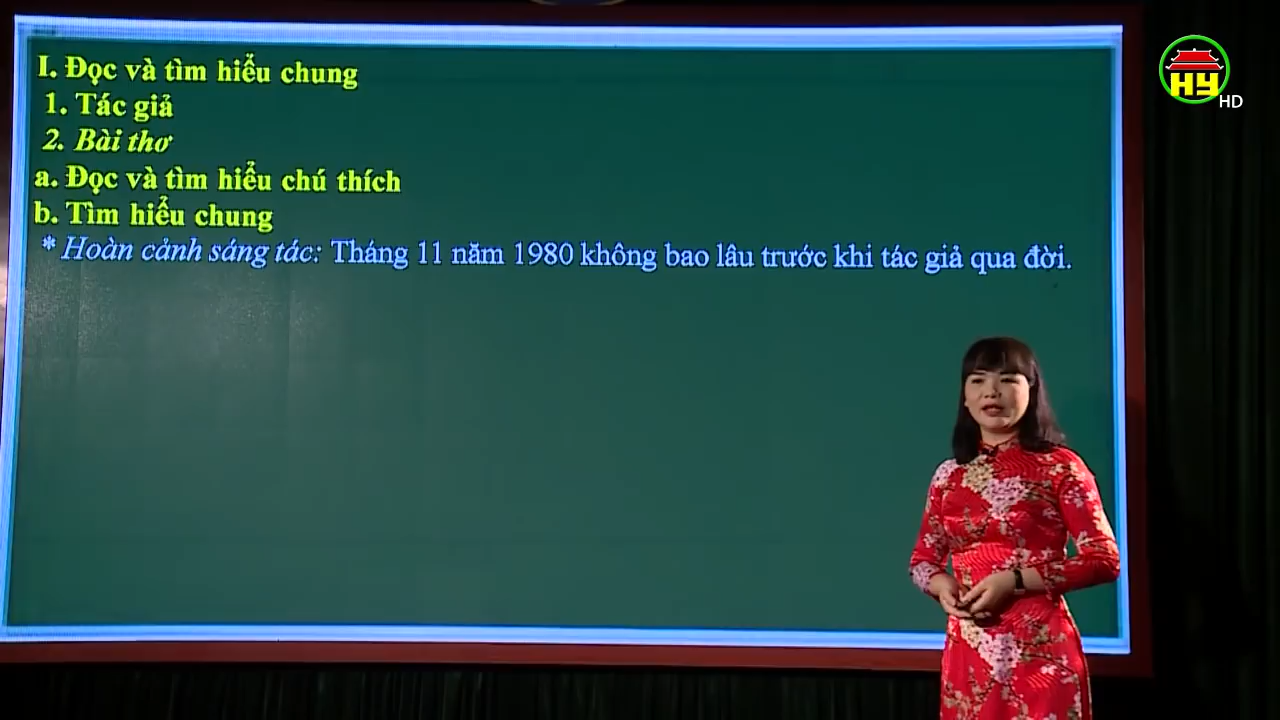 I. Đọc và tìm hiểu chung
1. Tác giả
2. Bài thơ
a. Đọc và tìm hiểu chú thích
b. Tìm hiểu chung
* Hoàn cảnh sáng tác: Tháng 11 năm 1980 không bao lâu trước khi tác giả qua đời.
HY
HD